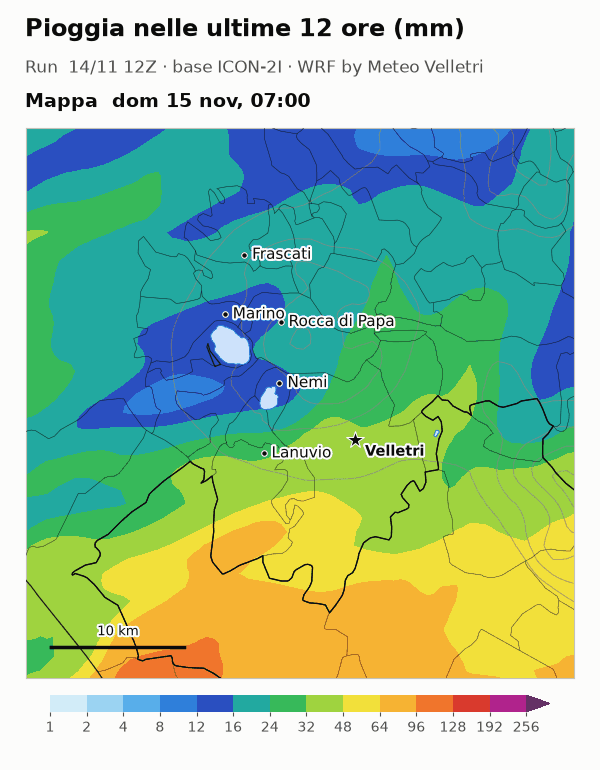 Pioggia nelle ultime 12 ore (mm)
Run 14/11 12Z · base ICON-2I · WRF by Meteo Velletri
Mappa dom 15 nov, 07:00
Frascati
Marino
Rocca di Papa
Nemi
Velletri
Lanuvio
10 km
1 2 4 8 12 16 24 32 48 64 96 128 192 256